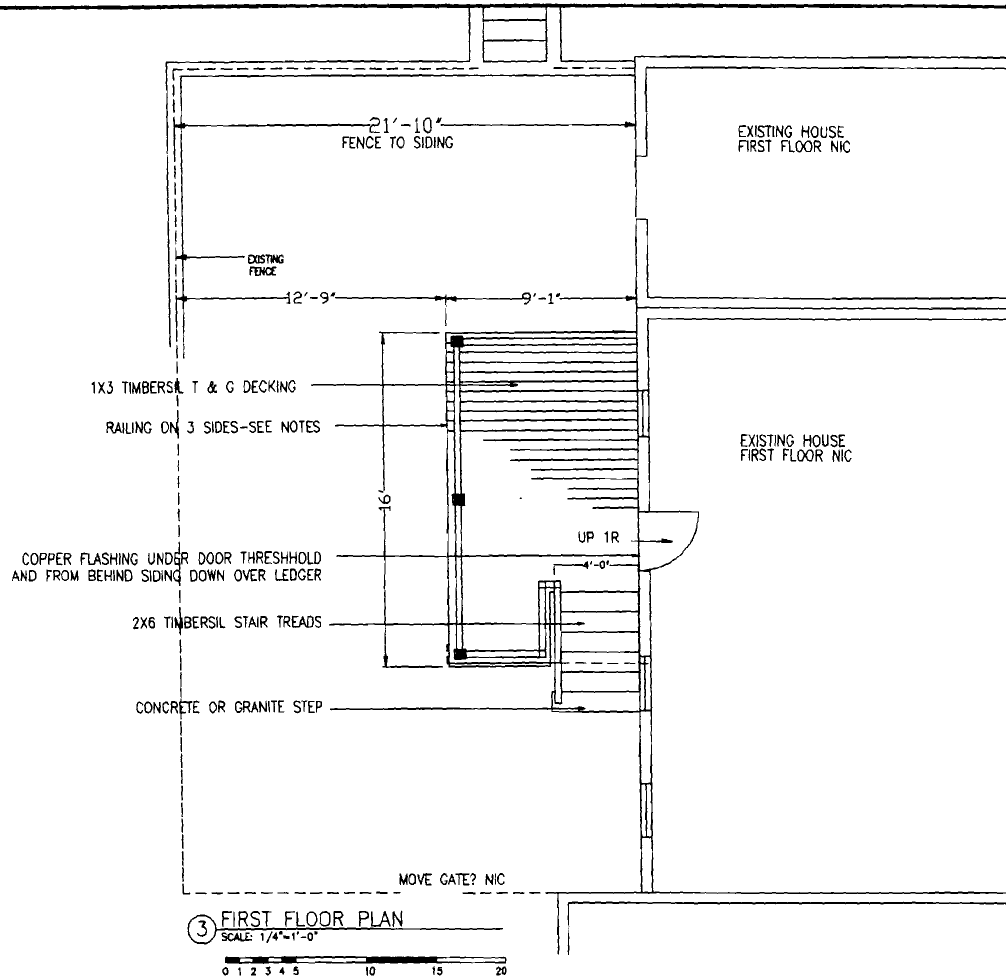 21'-10"
FENCE TO SIDING
EXISTING HOUSE
FIRST FLOOR NIC
EXISTING
FENCE
12'-9"
9'-1"
1X3 TIMBERSIL T & G DECKING
RAILING ON 3 SIDES-SEE NOTES
EXISTING HOUSE
FIRST FLOOR NIC
16'
UP 1R
COPPER FLASHING UNDER DOOR THRESHHOLD
AND FROM BEHIND SIDING DOWN OVER LEDGER
4'-0"
2X6 TIMBERSIL STAIR TREADS
CONCRETE OR GRANITE STEP
MOVE GATE? NIC
3 FIRST FLOOR PLAN
SCALE: 1/4"=1'-0"
0 1 2 3 4 5 10 15 20